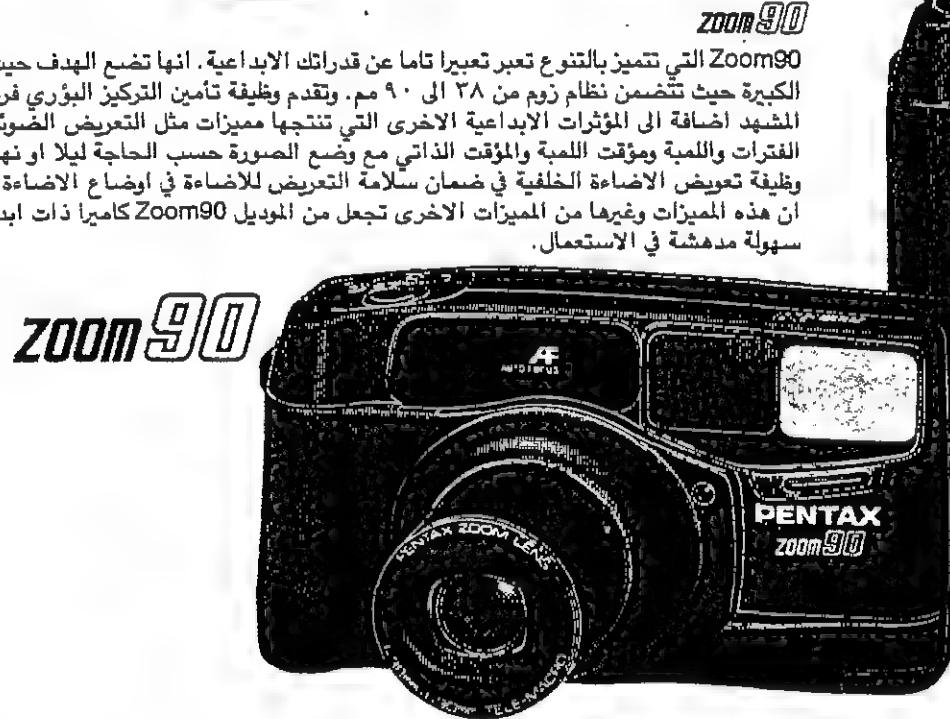 zoom 90
Zoom90 التي تتميز بالتنوع تعبر تعبيرا تاما عن قدراتك الابداعية. انها تضع الهدف حيث
الكبيرة حيث تتضمن نظام زوم من ٣٨ الى ٩٠ مم. وتقدم وظيفة تأمين التركيز البؤري
المشهد اضافة الى المؤثرات الابداعية الاخرى التي تنتجها مميزات مثل التعريض
الفترات واللمبة ومؤقت اللمبة والمؤقت الذاتي مع وضع الصورة حسب الحاجة ليلا او
وظيفة تعويض الاضاءة الخلفية في ضمان سلامة التعريض للاضاءة في اوضاع الاضاءة
ان هذه المميزات وغيرها من المميزات الاخرى تجعل من الموديل Zoom90 كاميرا ذات
سهولة مدهشة في الاستعمال.
zoom 90
AF
AUTO FOCUS
PENTAX
zoom 90
PENTAX ZOOM LENS
TELE-MACRO